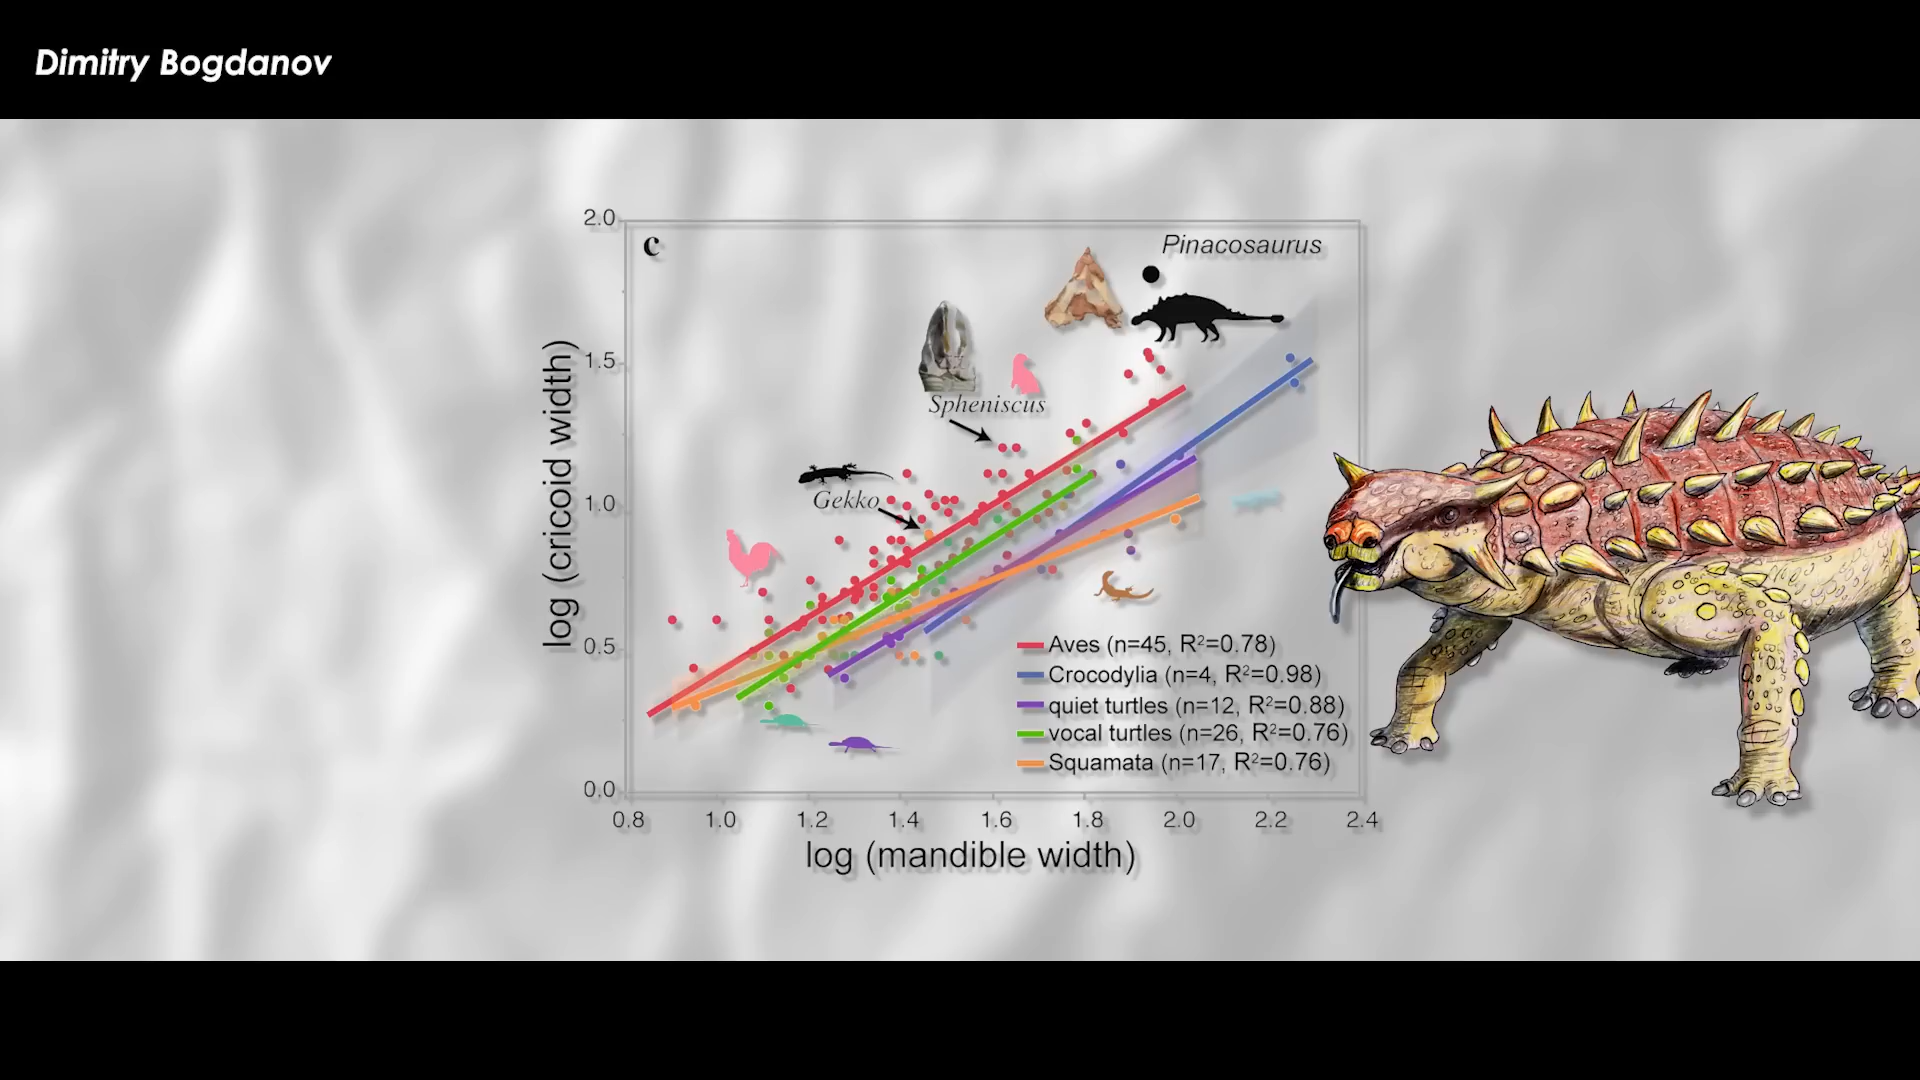 Dimitry Bogdanov
2.0
c
Pinacosaurus
1.5
Spheniscus
Gekko
1.0
0.5
0.0
log (cricoid width)
Aves (n=45, R²=0.78)
Crocodylia (n=4, R²=0.98)
quiet turtles (n=12, R²=0.88)
vocal turtles (n=26, R²=0.76)
Squamata (n=17, R²=0.76)
0.8 1.0 1.2 1.4 1.6 1.8 2.0 2.2 2.4
log (mandible width)